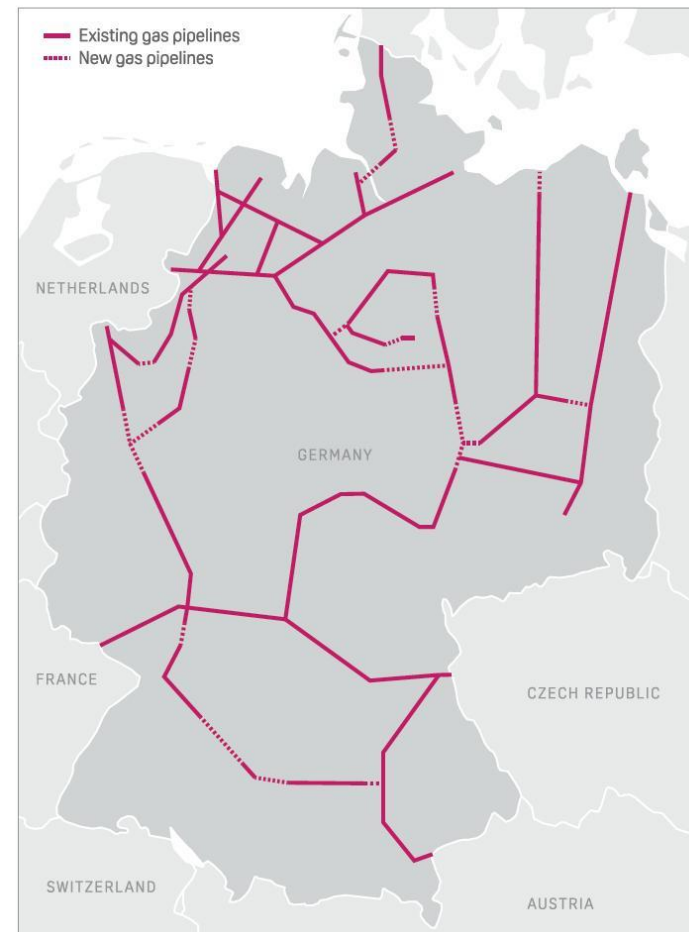 Existing gas pipelines
New gas pipelines
NETHERLANDS
GERMANY
FRANCE
CZECH REPUBLIC
SWITZERLAND
AUSTRIA